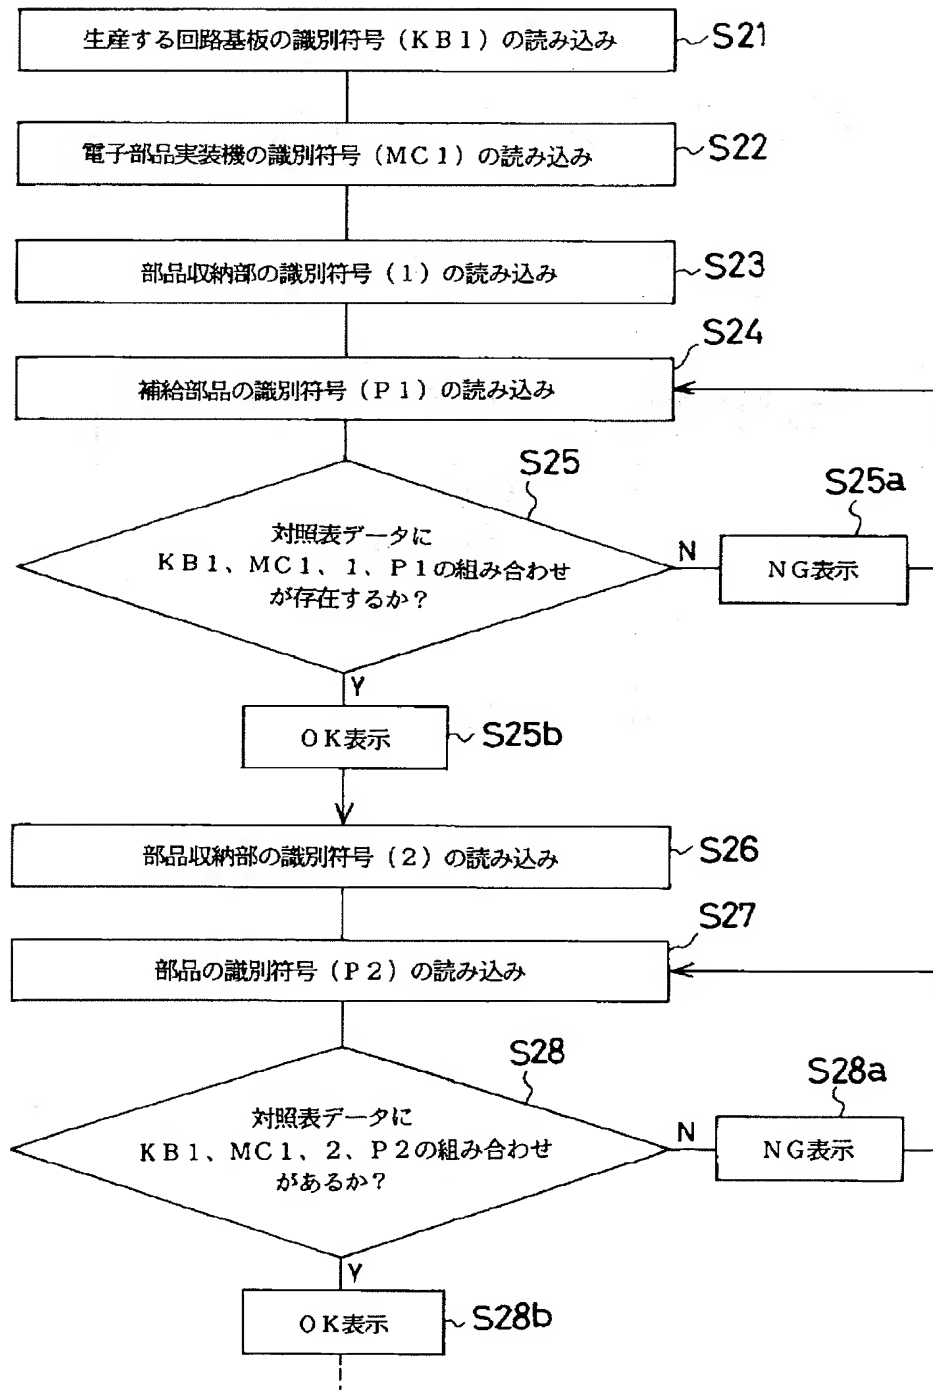 生産する回路基板の識別符号（KB1）の読み込み
S21
電子部品実装機の識別符号（MC1）の読み込み
S22
部品収納部の識別符号（1）の読み込み
S23
S24
補給部品の識別符号（P1）の読み込み
S25
S25a
対照表データに
KB1、MC1、1、P1の組み合わせ
が存在するか？
N
NG表示
Y
OK表示
S25b
部品収納部の識別符号（2）の読み込み
S26
S27
部品の識別符号（P2）の読み込み
S28
S28a
対照表データに
KB1、MC1、2、P2の組み合わせ
があるか？
N
NG表示
Y
OK表示
S28b